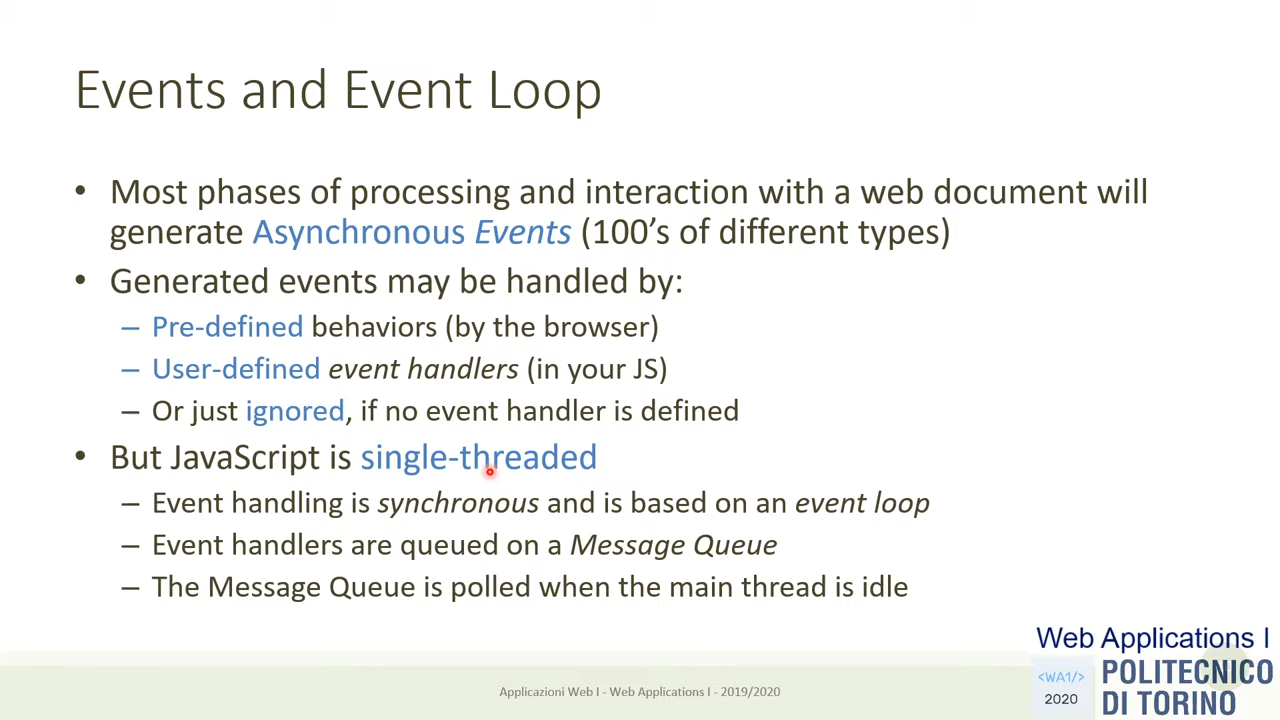 Events and Event Loop
• Most phases of processing and interaction with a web document will
generate Asynchronous Events (100’s of different types)
• Generated events may be handled by:
– Pre-defined behaviors (by the browser)
– User-defined event handlers (in your JS)
– Or just ignored, if no event handler is defined
• But JavaScript is single-threaded
– Event handling is synchronous and is based on an event loop
– Event handlers are queued on a Message Queue
– The Message Queue is polled when the main thread is idle
Web Applications I
<WA1/>
2020
POLITECNICO
DI TORINO
Applicazioni Web I - Web Applications I - 2019/2020